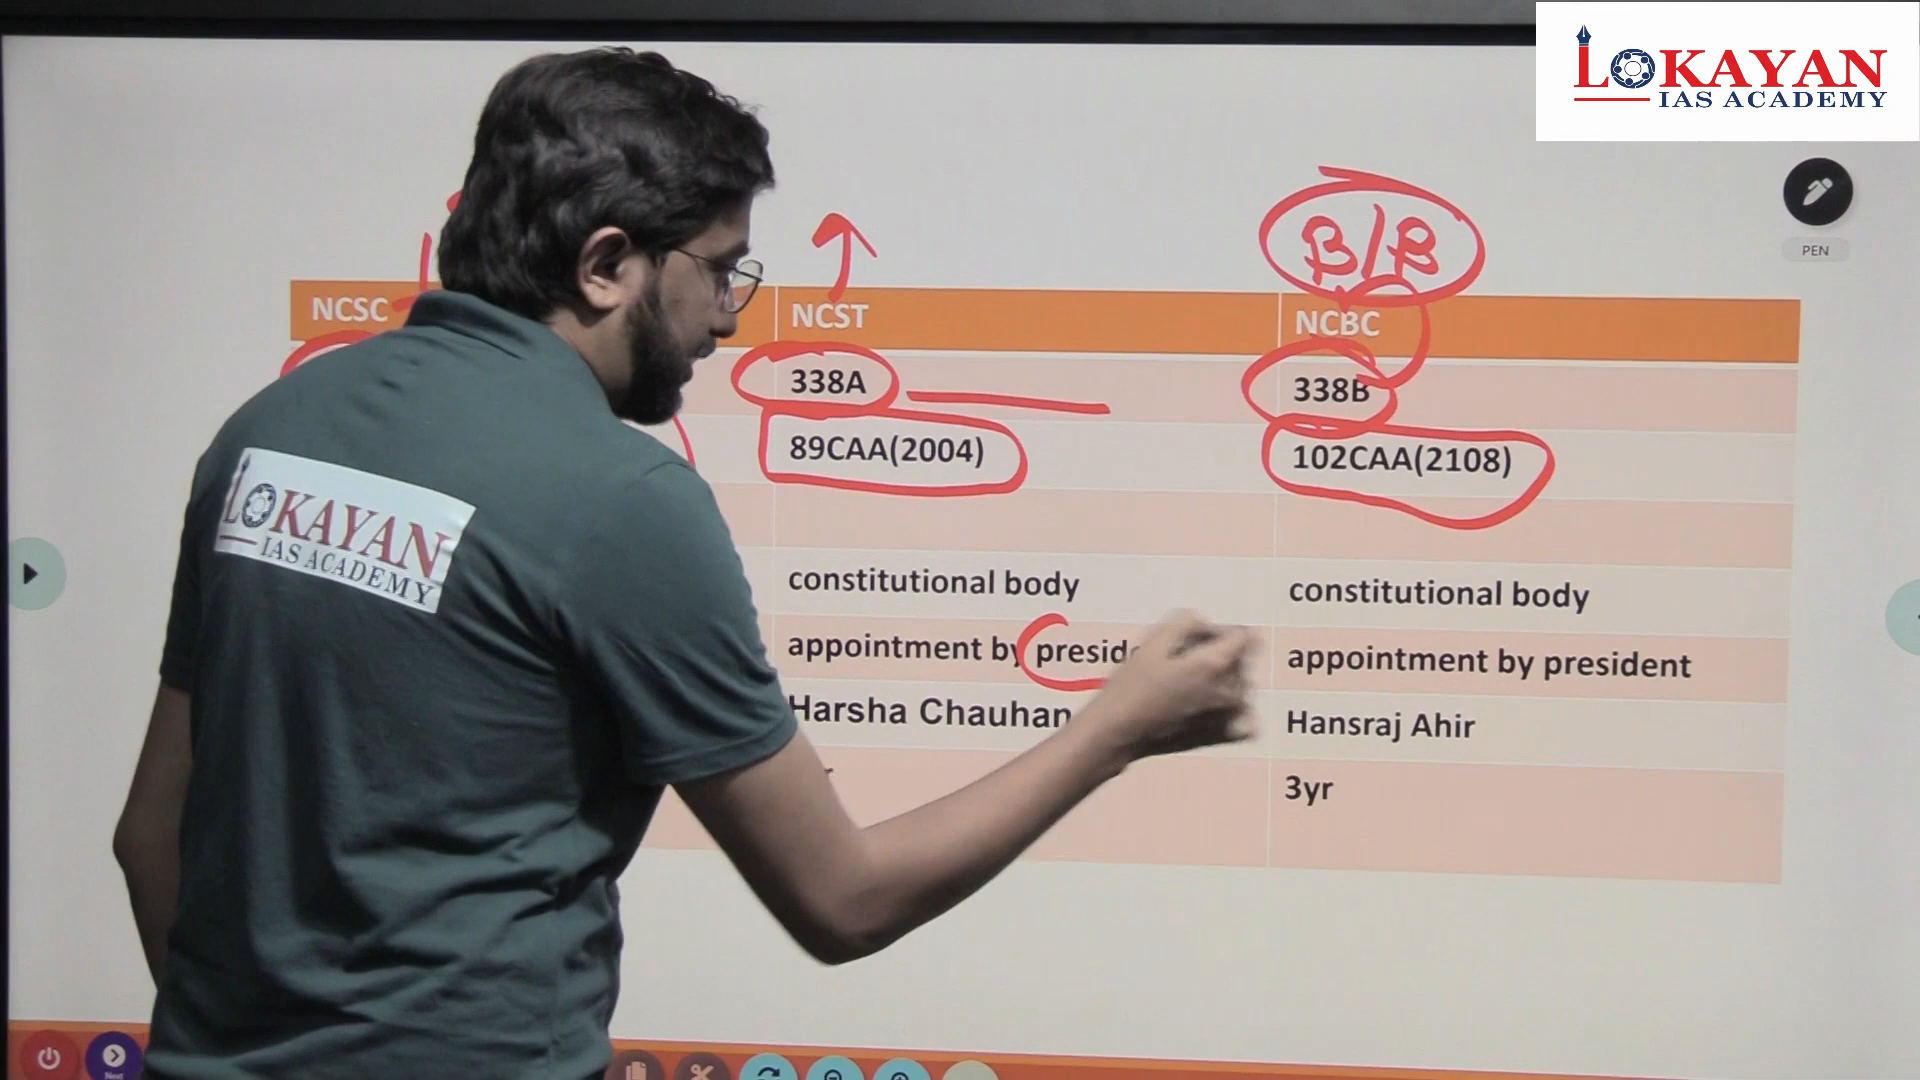 LOKAYAN
IAS ACADEMY
PEN
B/B
NCSC
NCST
NCBC
338A
338B
89CAA(2004)
102CAA(2108)
constitutional body
constitutional body
appointment by
appointment by president
Harsha Chauhan
Hansraj Ahir
3yr
LOKAYAN
IAS ACADEMY
Next